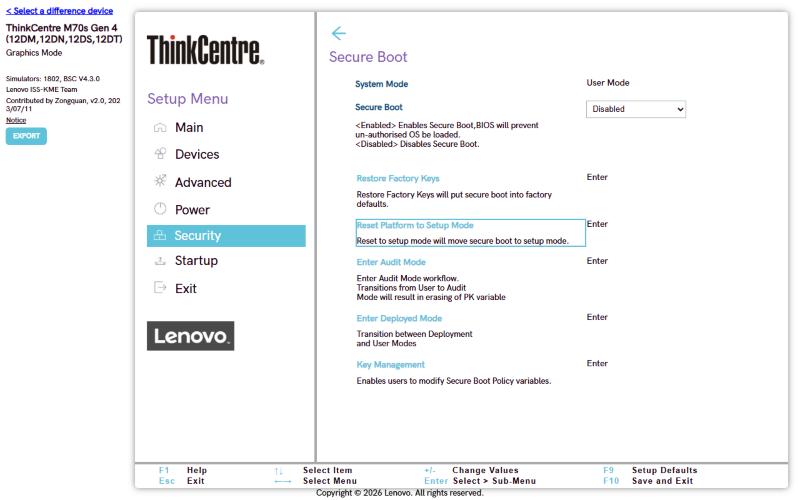 < Select a difference device
ThinkCentre M70s Gen 4
(12DM,12DN,12DS,12DT)
Graphics Mode
Simulators: 1802, BSC V4.3.0
Lenovo ISS-KME Team
Contributed by Zongquan, v2.0, 202
3/07/11
Notice
EXPORT
ThinkCentre®
Setup Menu
Main
Devices
Advanced
Power
Security
Startup
Exit
Lenovo.
Secure Boot
System Mode User Mode
Secure Boot Disabled
<Enabled> Enables Secure Boot,BIOS will prevent
un-authorised OS be loaded.
<Disabled> Disables Secure Boot.
Restore Factory Keys Enter
Restore Factory Keys will put secure boot into factory
defaults.
Reset Platform to Setup Mode Enter
Reset to setup mode will move secure boot to setup mode.
Enter Audit Mode Enter
Enter Audit Mode workflow.
Transitions from User to Audit
Mode will result in erasing of PK variable
Enter Deployed Mode Enter
Transition between Deployment
and User Modes
Key Management Enter
Enables users to modify Secure Boot Policy variables.
F1 Help ↑↓ Select Item +/- Change Values F9 Setup Defaults
Esc Exit ←→ Select Menu Enter Select > Sub-Menu F10 Save and Exit
Copyright © 2026 Lenovo. All rights reserved.